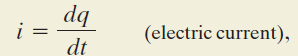 i = dq/dt (electric current),